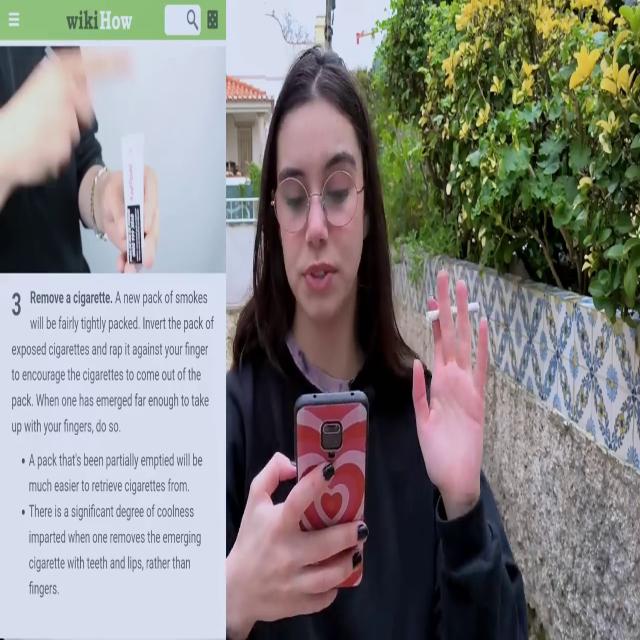 wikiHow
3 Remove a cigarette. A new pack of smokes
will be fairly tightly packed. Invert the pack of
exposed cigarettes and rap it against your finger
to encourage the cigarettes to come out of the
pack. When one has emerged far enough to take
up with your fingers, do so.
• A pack that's been partially emptied will be
much easier to retrieve cigarettes from.
• There is a significant degree of coolness
imparted when one removes the emerging
cigarette with teeth and lips, rather than
fingers.